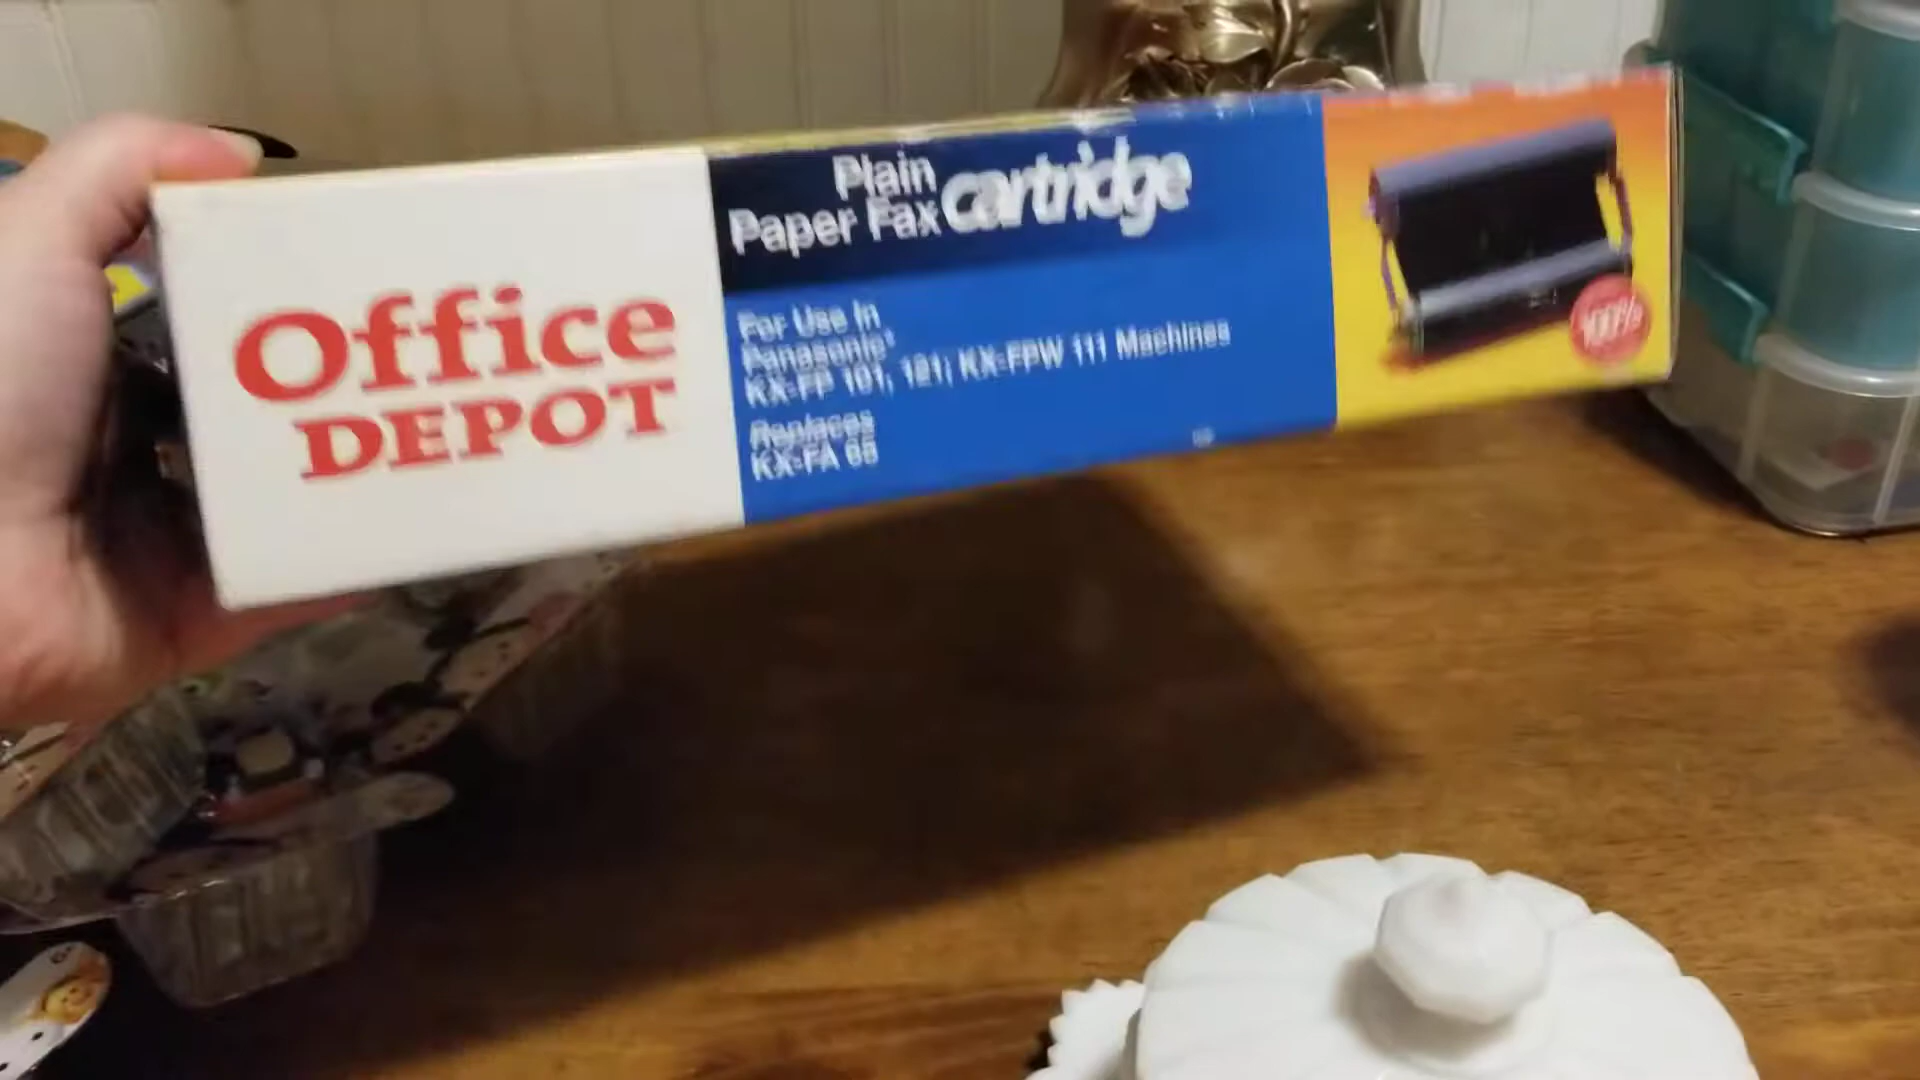 Office
DEPOT
Plain
Paper Fax cartridge
For Use In
Panasonic*
KX-FP 101, 121; KX-FPW 111 Machines
Replaces
KX-FA 65
100%